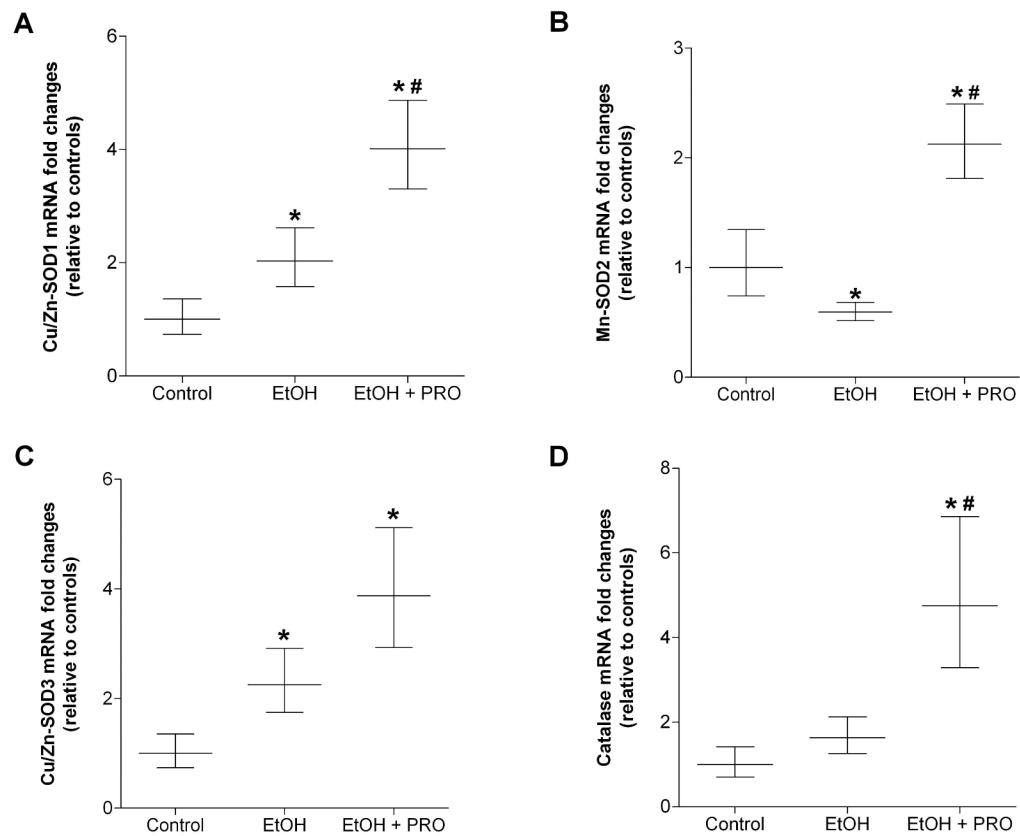 A
Cu/Zn-SOD1 mRNA fold changes
(relative to controls)
6
4
2
0
*
* #
Control
EtOH
EtOH + PRO
B
Mn-SOD2 mRNA fold changes
(relative to controls)
3
2
1
0
*
* #
Control
EtOH
EtOH + PRO
C
Cu/Zn-SOD3 mRNA fold changes
(relative to controls)
6
4
2
0
*
*
Control
EtOH
EtOH + PRO
D
Catalase mRNA fold changes
(relative to controls)
8
6
4
2
0
* #
Control
EtOH
EtOH + PRO